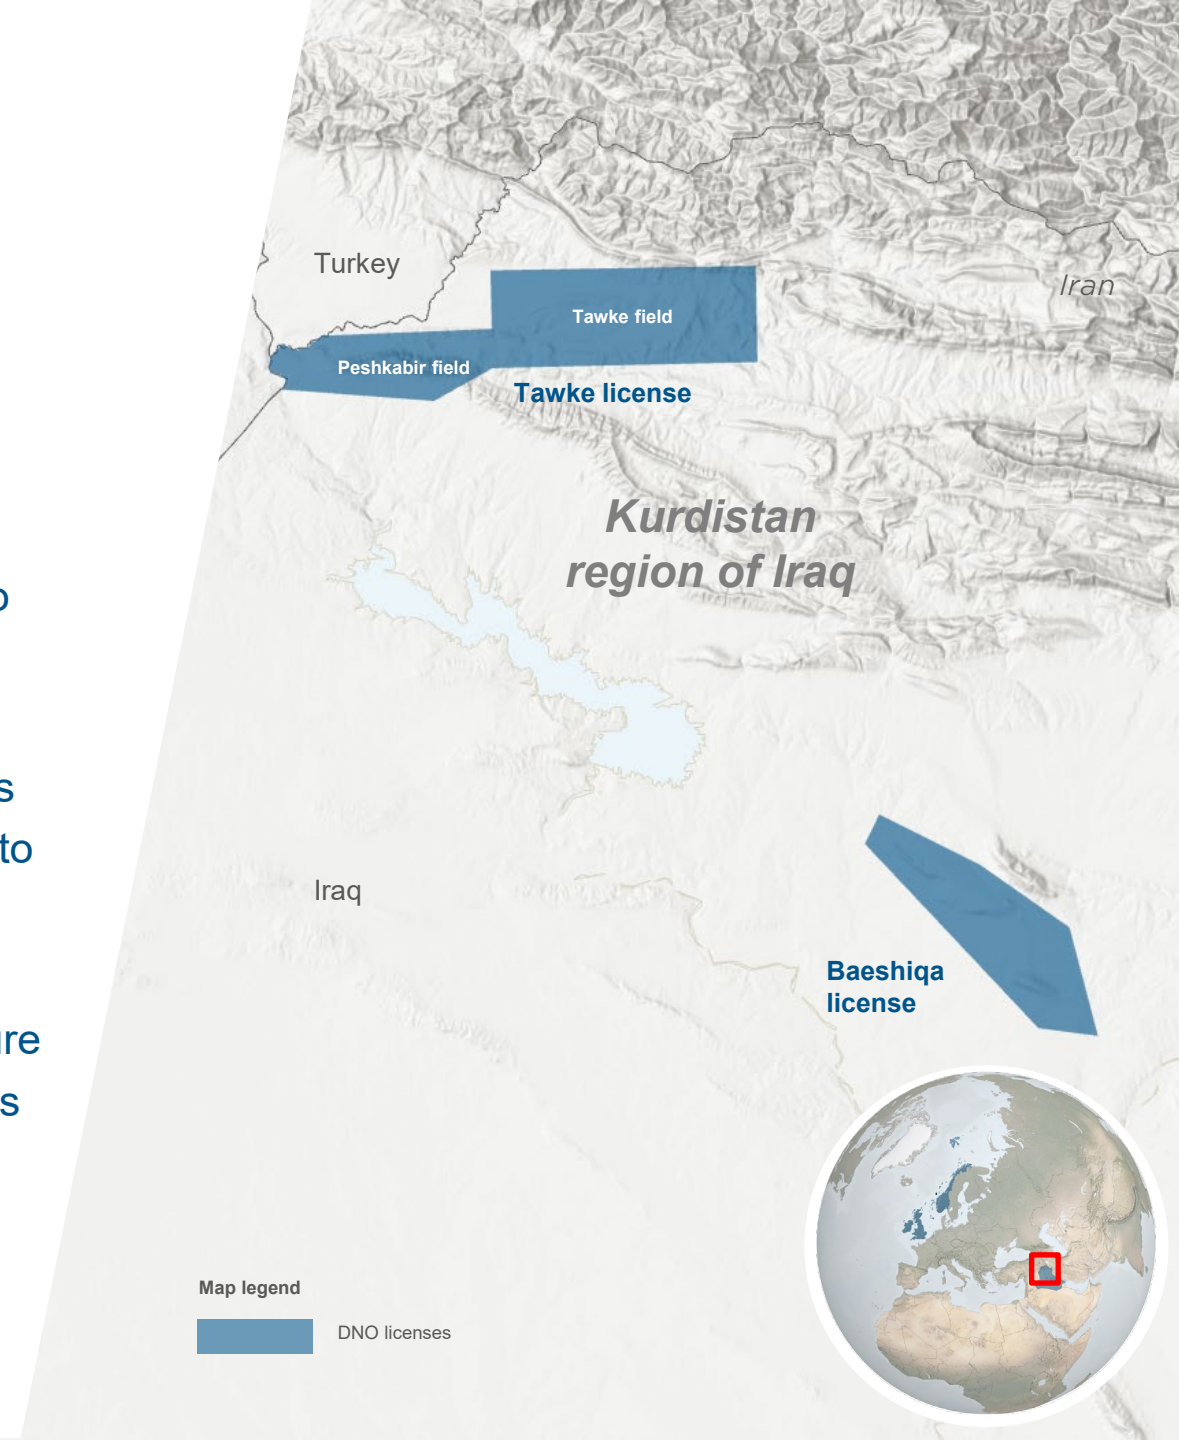 Turkey
Iran
Tawke field
Peshkabir field
Tawke license
Kurdistan
region of Iraq
s
to
Iraq
Baeshiqa
license
s
Map legend
DNO licenses